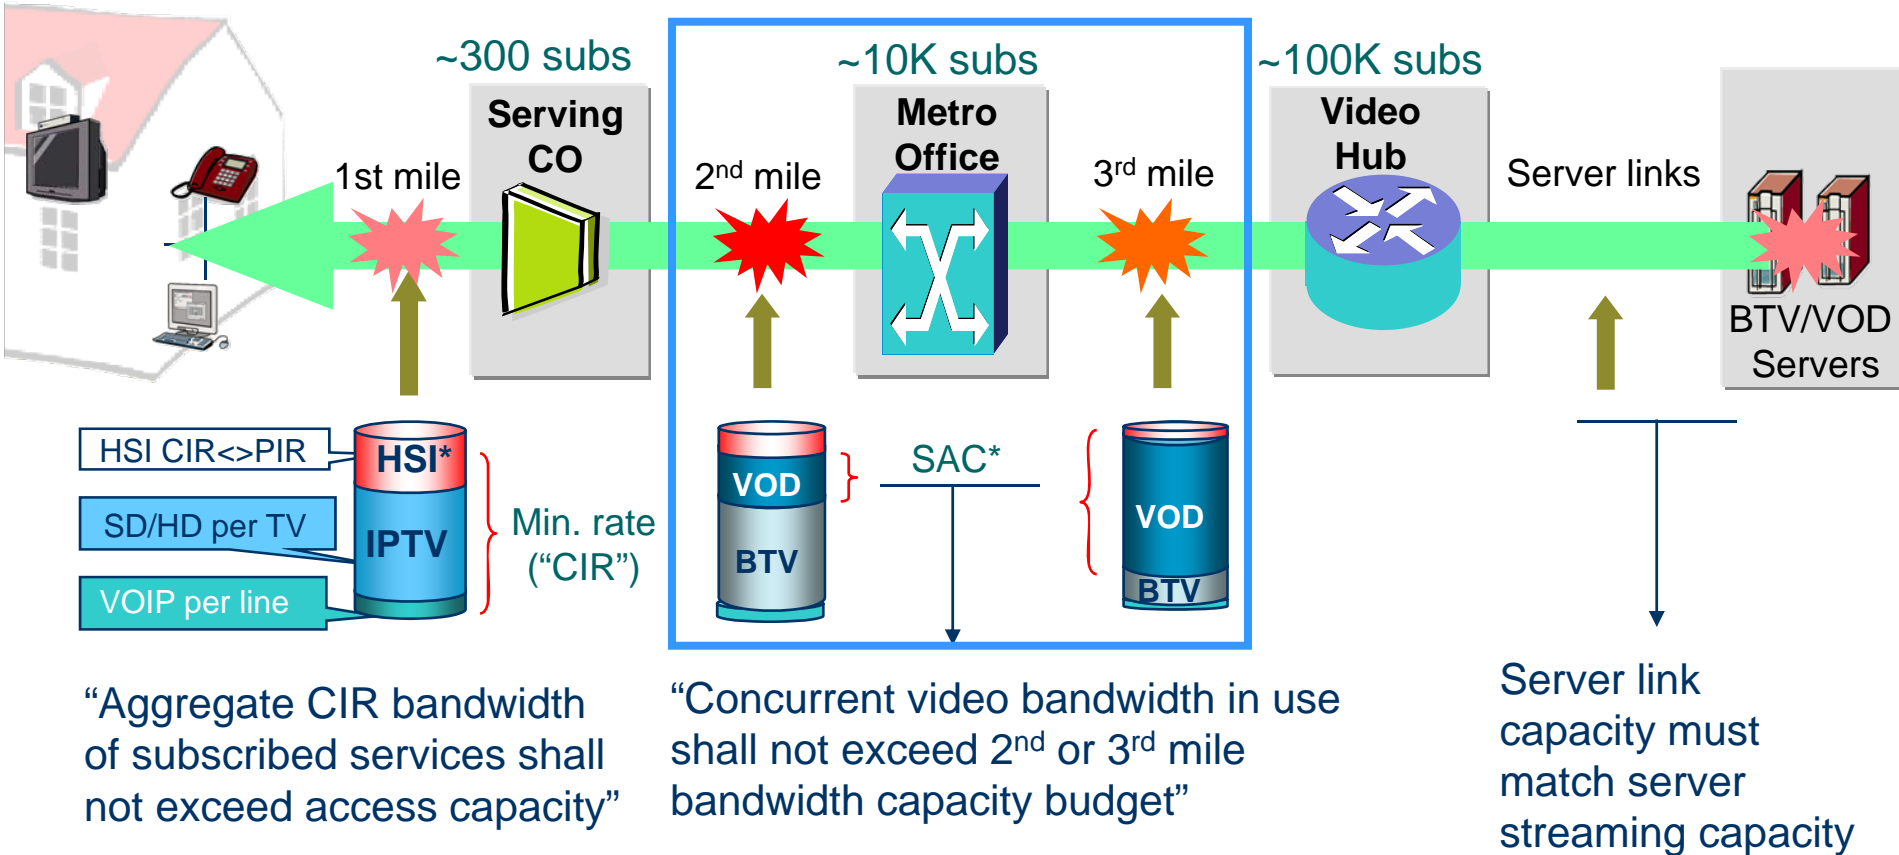 ~300 subs
~10K subs
~100K subs
Serving
CO
Metro
Office
Video
Hub
1st mile
2nd mile
3rd mile
Server links
BTV/VOD
Servers
HSI CIR<>PIR
SD/HD per TV
VOIP per line
HSI*
IPTV
Min. rate
(“CIR”)
VOD
BTV
SAC*
VOD
BTV
“Aggregate CIR bandwidth
of subscribed services shall
not exceed access capacity”
“Concurrent video bandwidth in use
shall not exceed 2nd or 3rd mile
bandwidth capacity budget”
Server link
capacity must
match server
streaming capacity